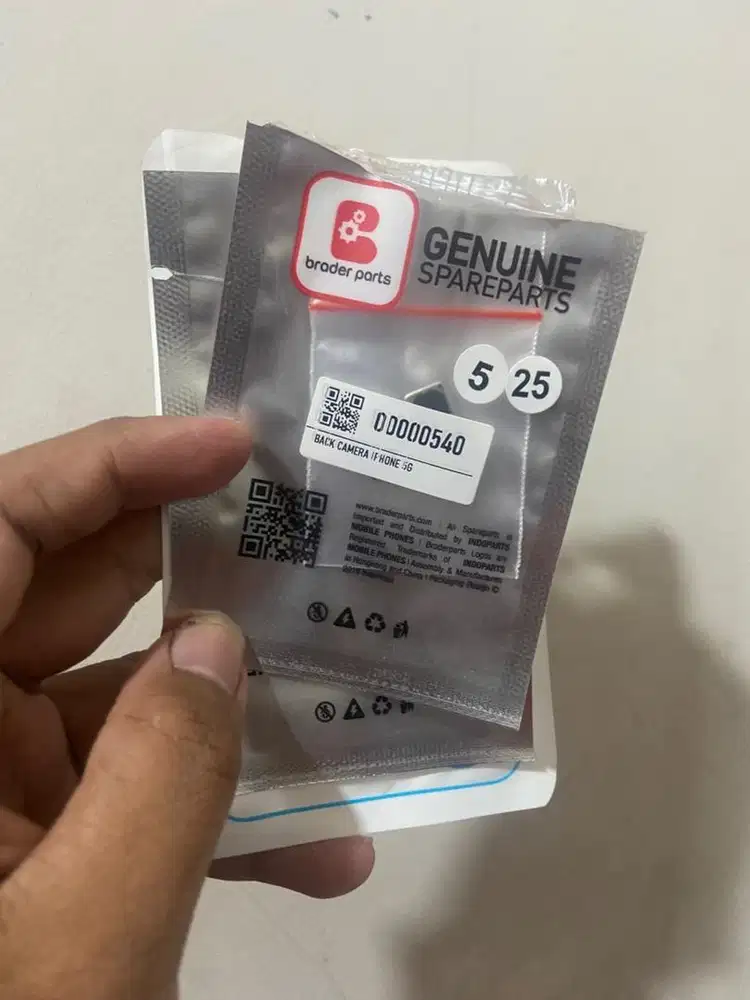 brader parts
GENUINE
SPAREPARTS
5
25
00000540
BACK CAMERA IPHONE 5G
www.braderparts.com | All Spareparts is
Imported and Distributed by INDOPARTS
MOBILE PHONES | Braderparts Logos are
Registered Trademarks of INDOPARTS
MOBILE PHONES | Assembly & Manufactures
in Hongkong and China | Packaging Design ©